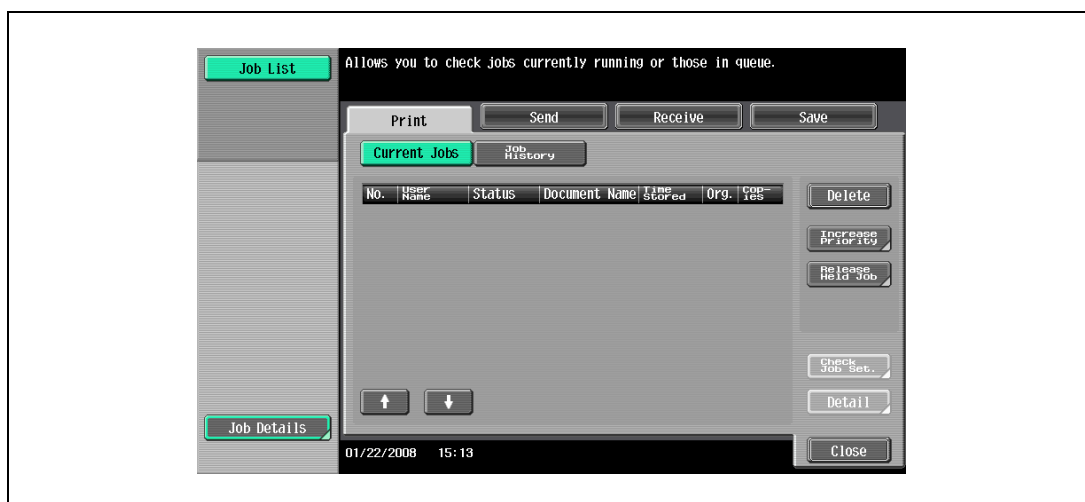 Job List
Allows you to check jobs currently running or those in queue.
Print
Send
Receive
Save
Current Jobs
Job
History
No. User Name Status Document Name Time Stored Org. Cop-ies
Delete
Increase
Priority
Release
Held Job
Check
Job Set.
Detail
Job Details
01/22/2008 15:13
Close